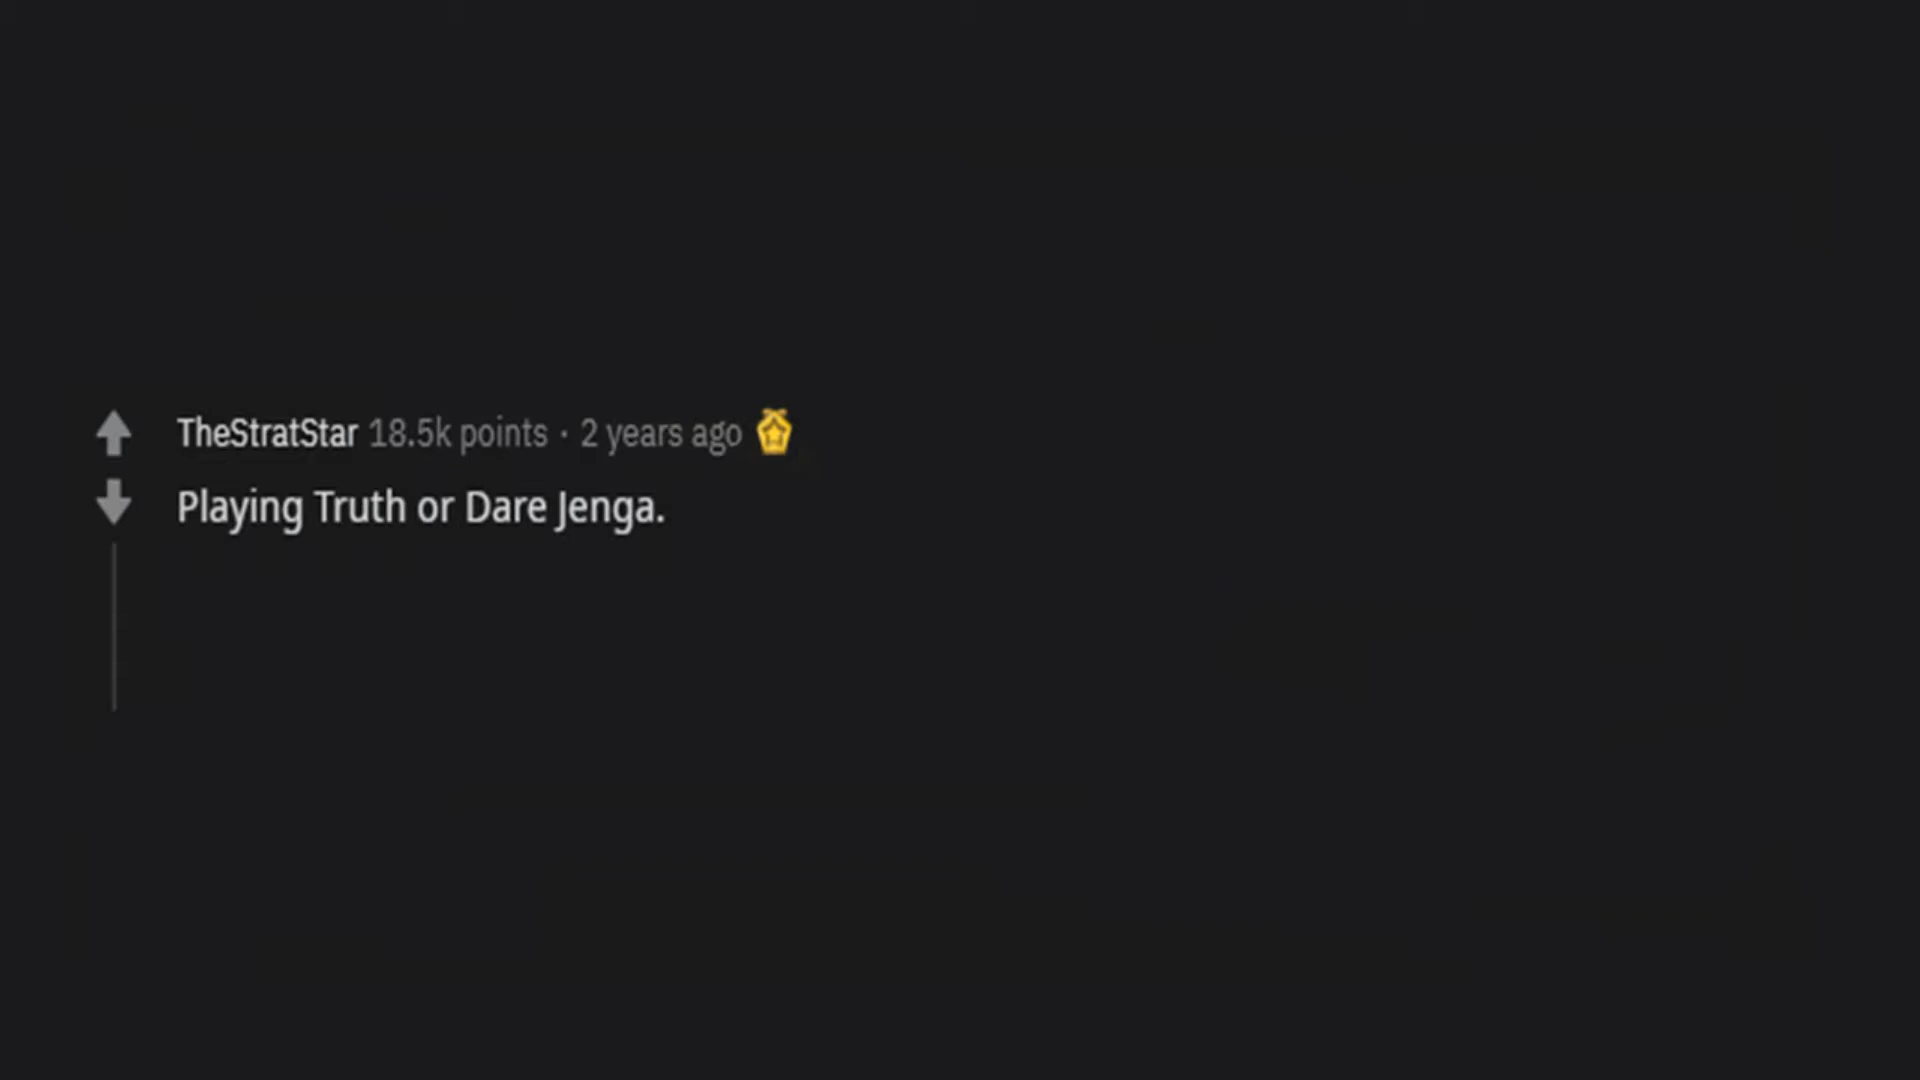 TheStratStar 18.5k points · 2 years ago
Playing Truth or Dare Jenga.